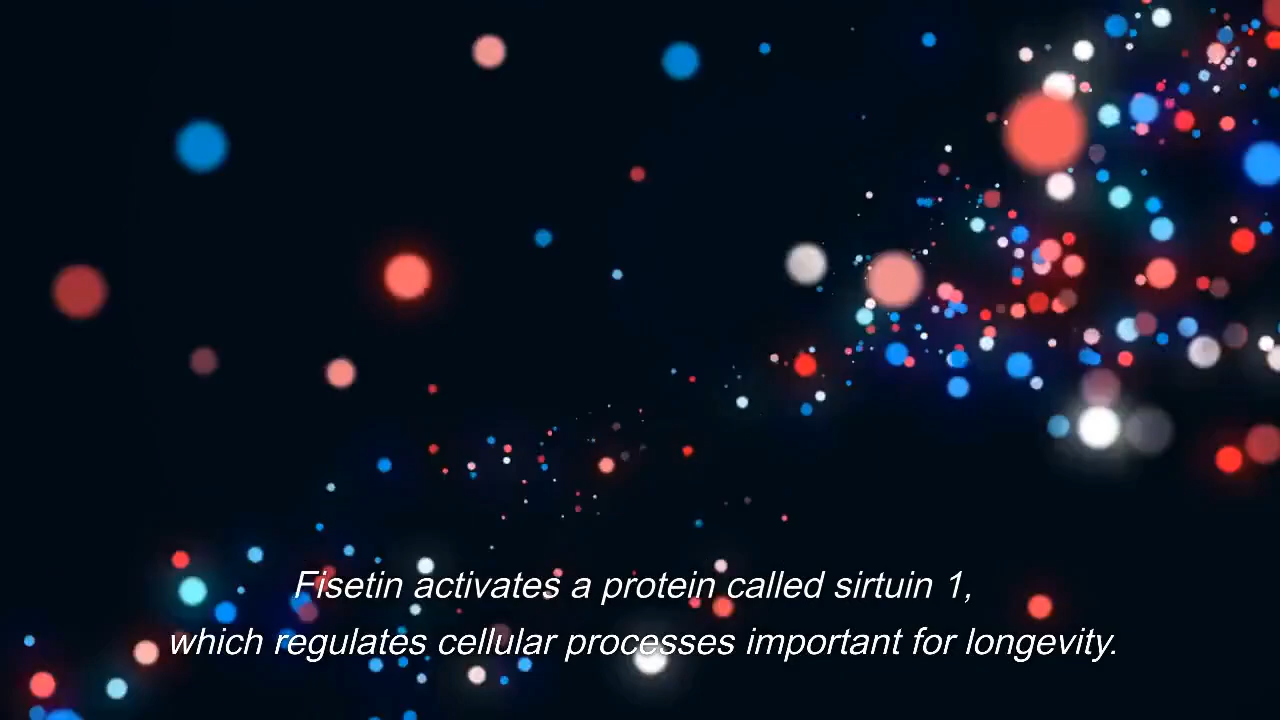 Fisetin activates a protein called sirtuin 1,
which regulates cellular processes important for longevity.